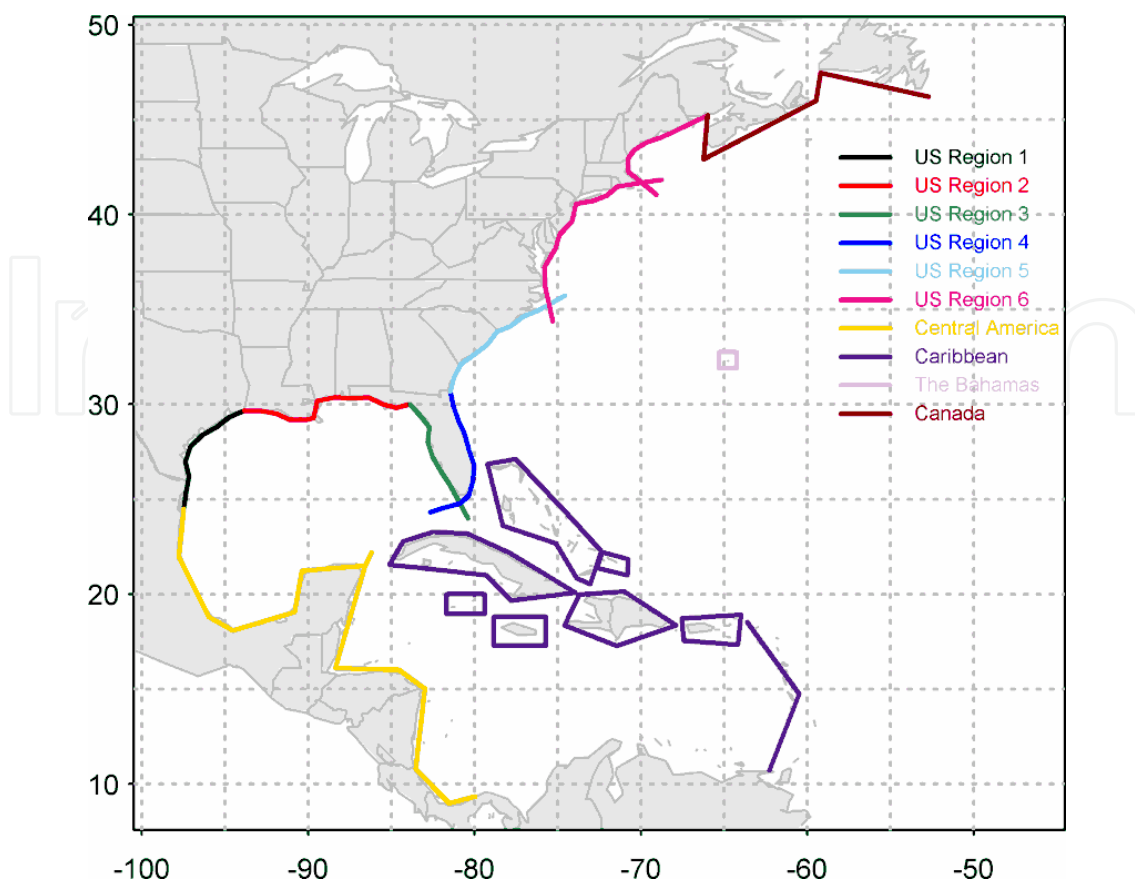 50
40
30
20
10
-100
-90
-80
-70
-60
-50
US Region 1
US Region 2
US Region 3
US Region 4
US Region 5
US Region 6
Central America
Caribbean
The Bahamas
Canada